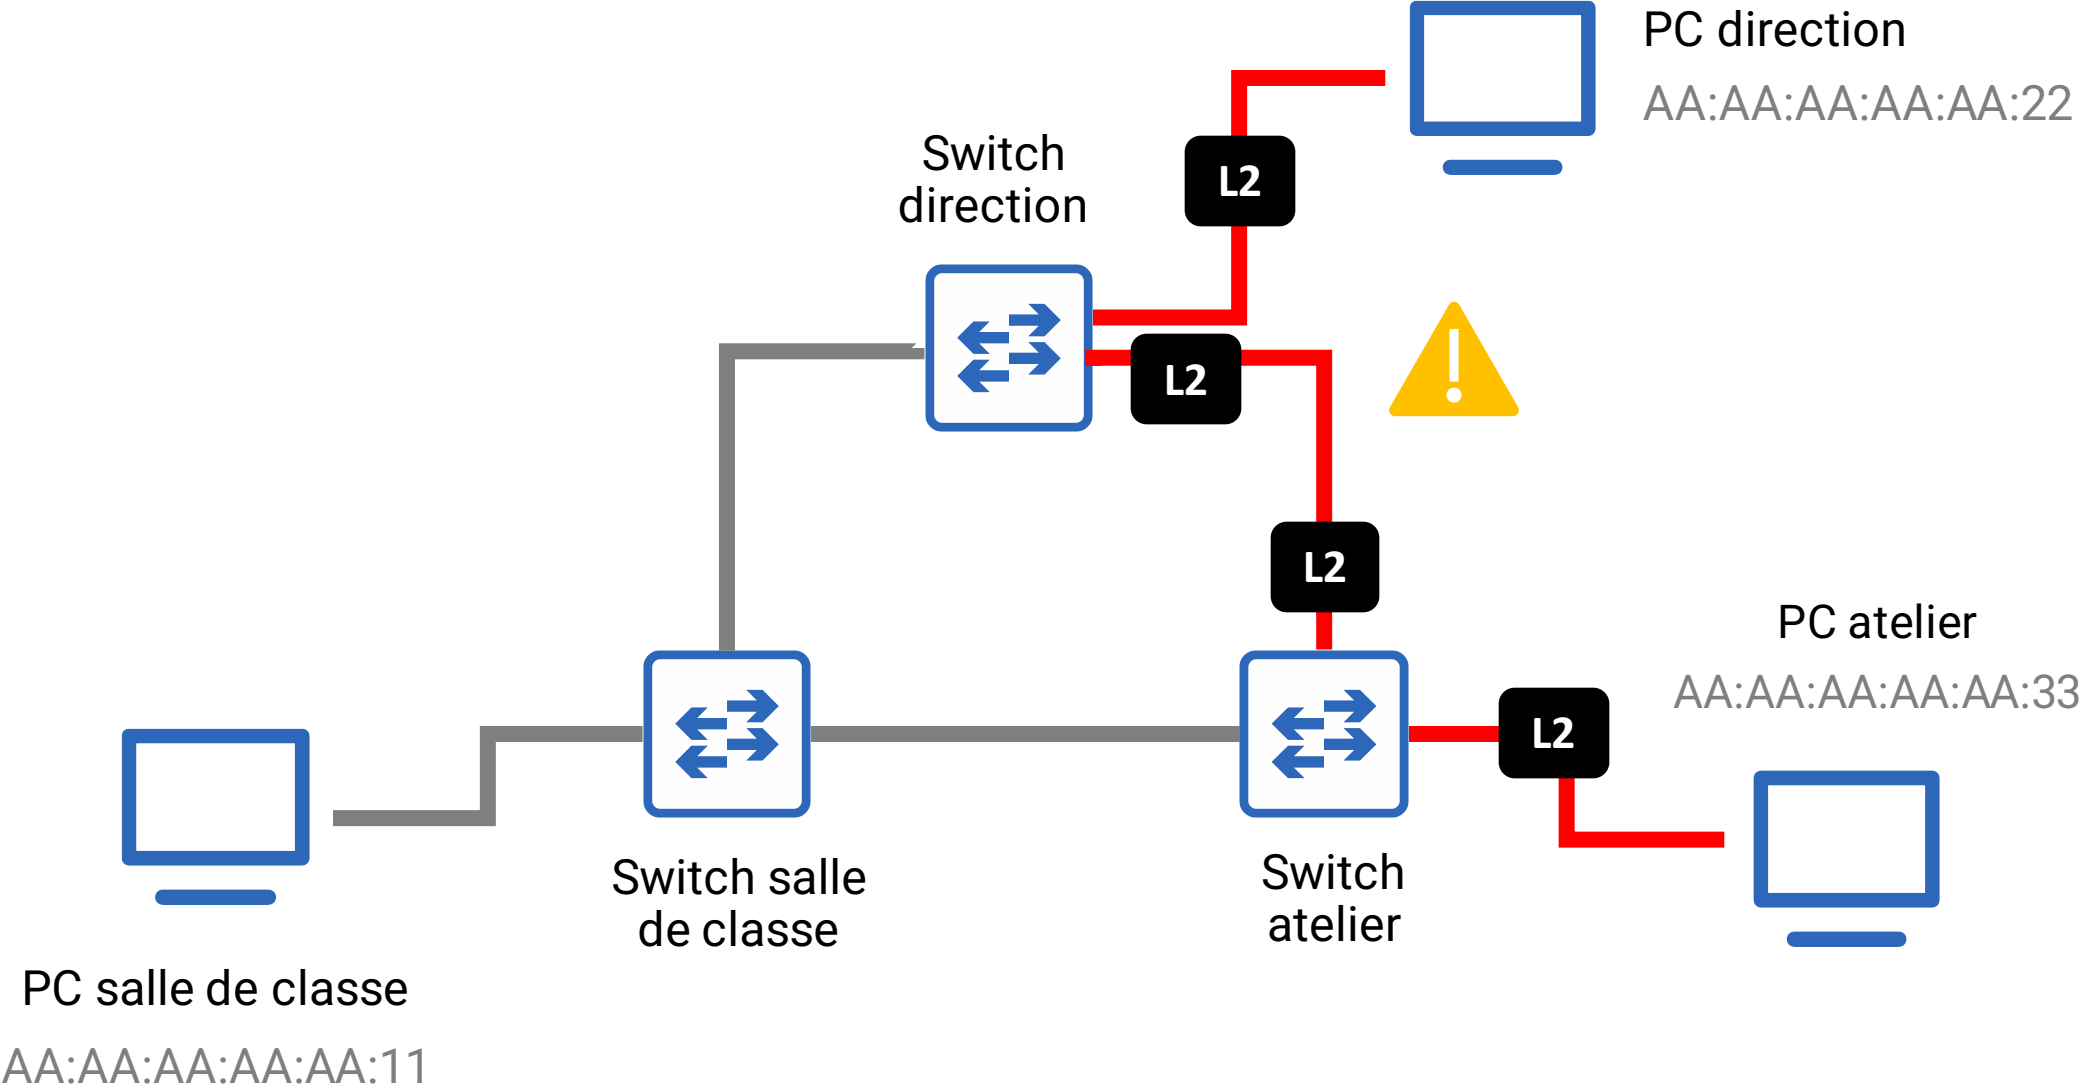 PC direction
AA:AA:AA:AA:AA:22
Switch
direction
L2
L2
L2
PC atelier
AA:AA:AA:AA:AA:33
L2
Switch salle
de classe
Switch
atelier
PC salle de classe
AA:AA:AA:AA:AA:11